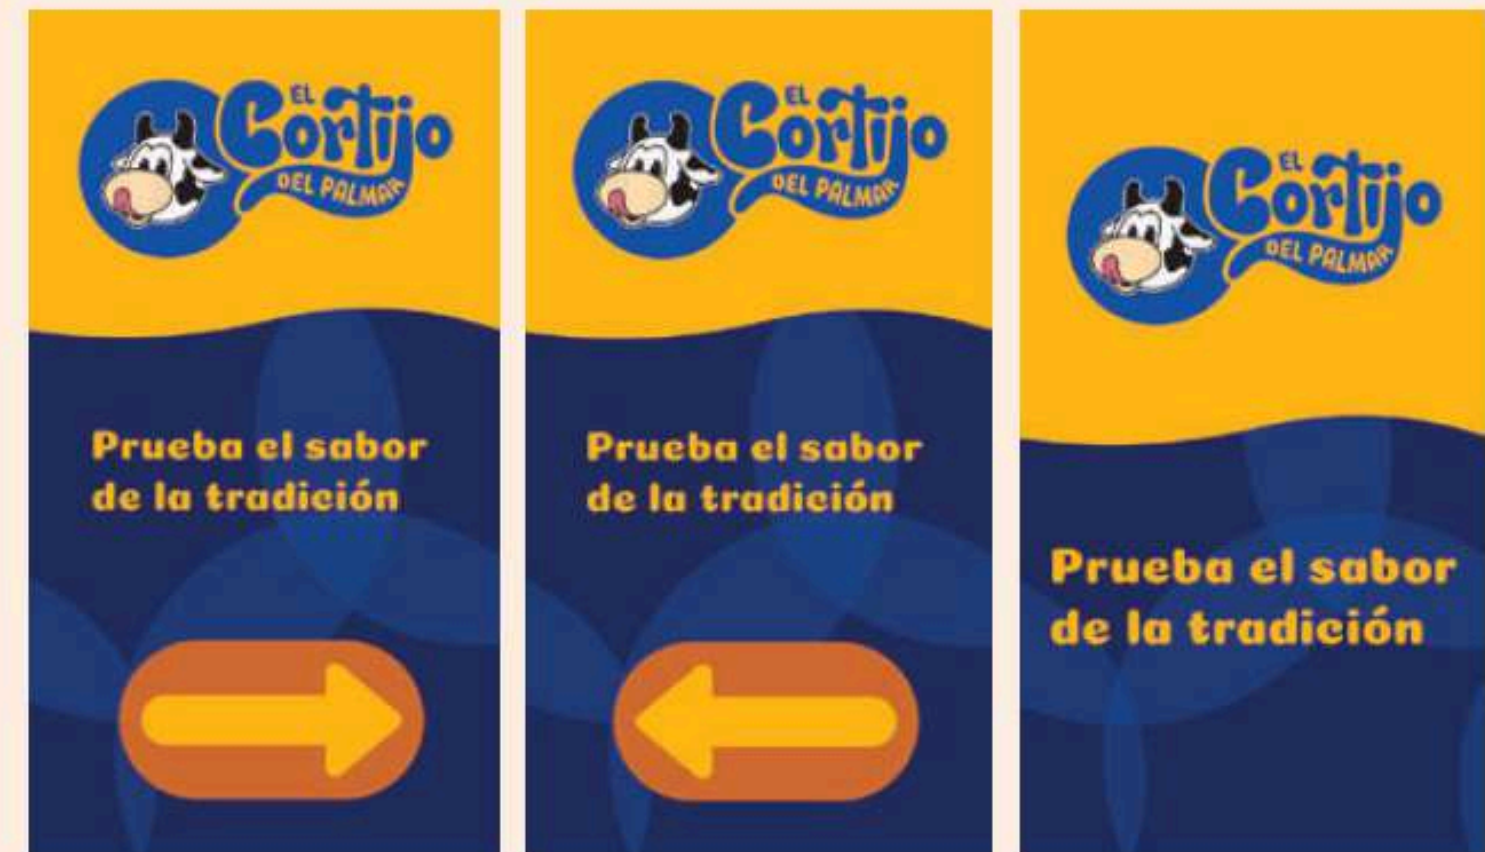 EL
Cortijo
DEL PALMAR
Prueba el sabor
de la tradición
EL
Cortijo
DEL PALMAR
Prueba el sabor
de la tradición
EL
Cortijo
DEL PALMAR
Prueba el sabor
de la tradición